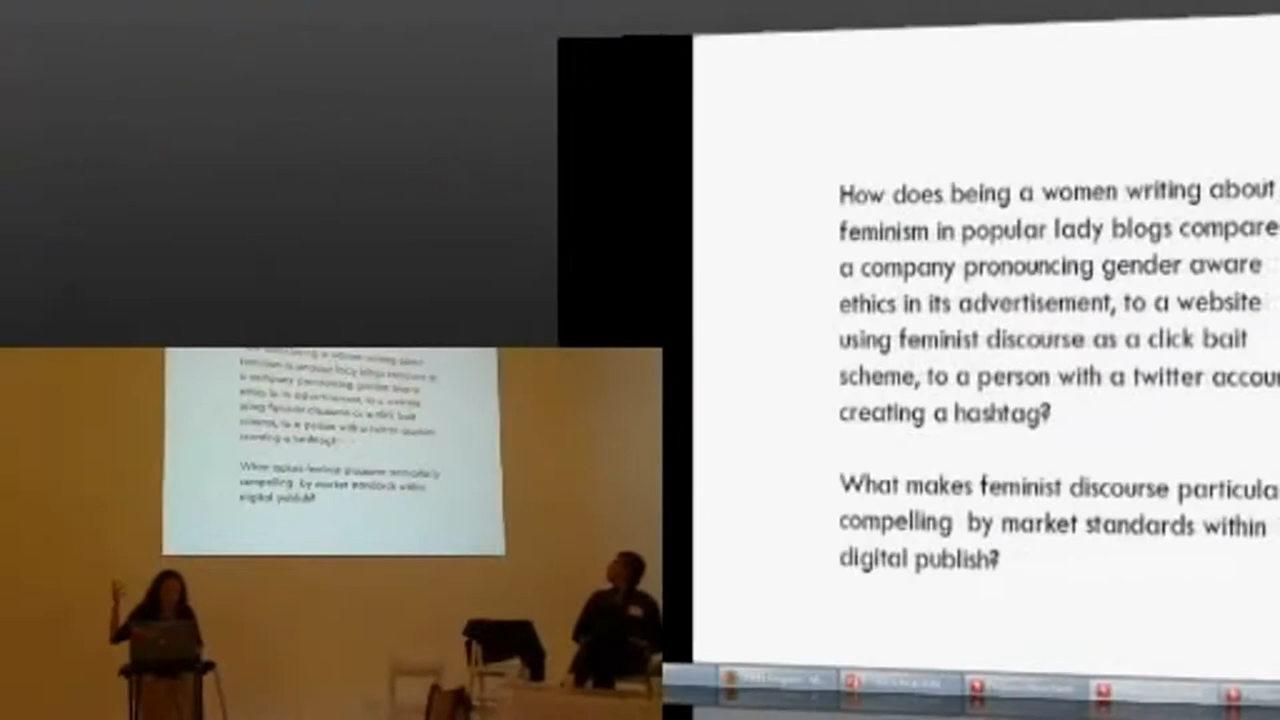 How does being a women writing about
feminism in popular lady blogs compare
a company pronouncing gender aware
ethics in its advertisement, to a website
using feminist discourse as a click bait
scheme, to a person with a twitter accou
creating a hashtag?
What makes feminist discourse particula
compelling by market standards within
digital publish?